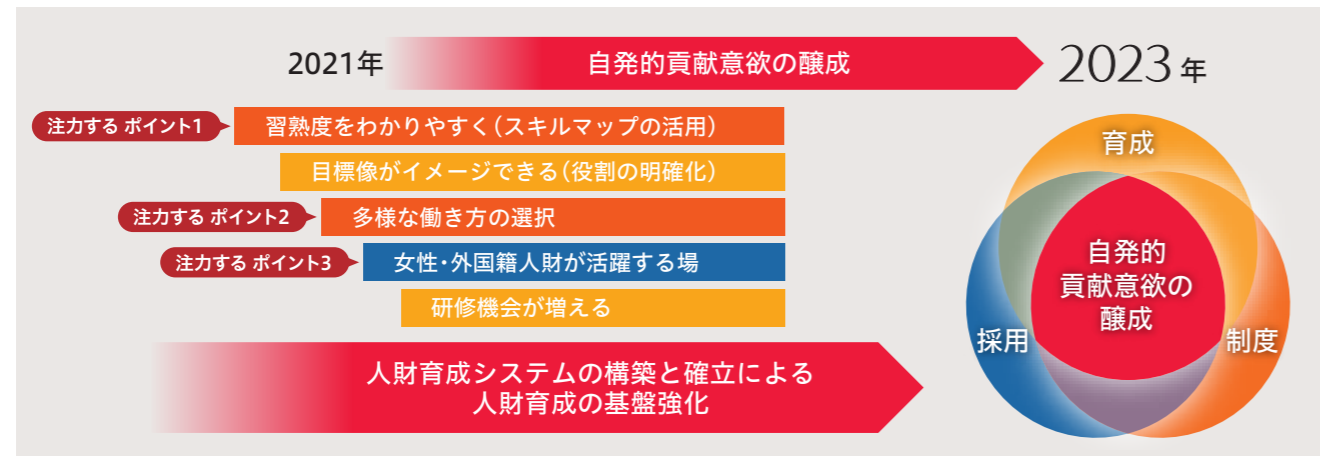 2021年
自発的貢献意欲の醸成
2023年
注力する ポイント1
習熟度をわかりやすく(スキルマップの活用)
目標像がイメージできる(役割の明確化)
注力する ポイント2
多様な働き方の選択
注力する ポイント3
女性・外国籍人財が活躍する場
研修機会が増える
人財育成システムの構築と確立による
人財育成の基盤強化
育成
自発的
貢献意欲の
醸成
採用
制度